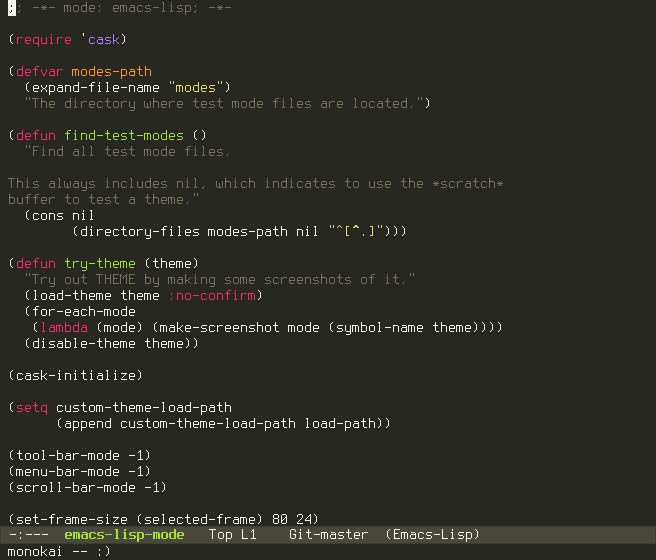 ;; -*- mode: emacs-lisp; -*-

(require 'cask)

(defvar modes-path
  (expand-file-name "modes")
  "The directory where test mode files are located.")

(defun find-test-modes ()
  "Find all test mode files.

This always includes nil, which indicates to use the *scratch*
buffer to test a theme."
  (cons nil
        (directory-files modes-path nil "^[^.]")))

(defun try-theme (theme)
  "Try out THEME by making some screenshots of it."
  (load-theme theme :no-confirm)
  (for-each-mode
   (lambda (mode) (make-screenshot mode (symbol-name theme))))
  (disable-theme theme))

(cask-initialize)

(setq custom-theme-load-path
      (append custom-theme-load-path load-path))

(tool-bar-mode -1)
(menu-bar-mode -1)
(scroll-bar-mode -1)

(set-frame-size (selected-frame) 80 24)
-:---  emacs-lisp-mode   Top L1    Git-master  (Emacs-Lisp)
monokai -- :)